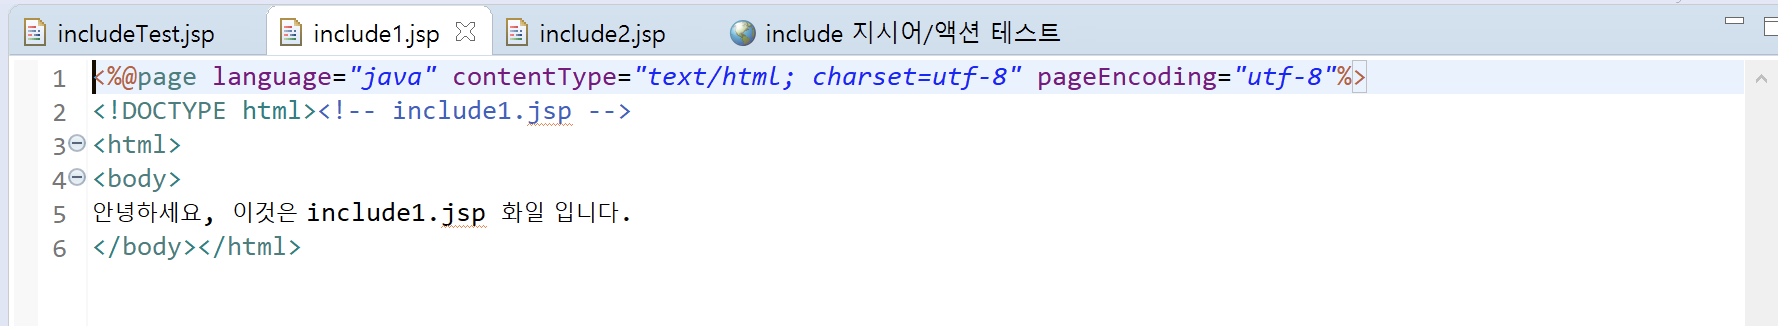 includeTest.jsp include1.jsp include2.jsp include 지시어/액션 테스트
1 <%@page language="java" contentType="text/html; charset=utf-8" pageEncoding="utf-8"%>
2 <!DOCTYPE html><!-- include1.jsp -->
3 <html>
4 <body>
5 안녕하세요, 이것은 include1.jsp 화일 입니다.
6 </body></html>